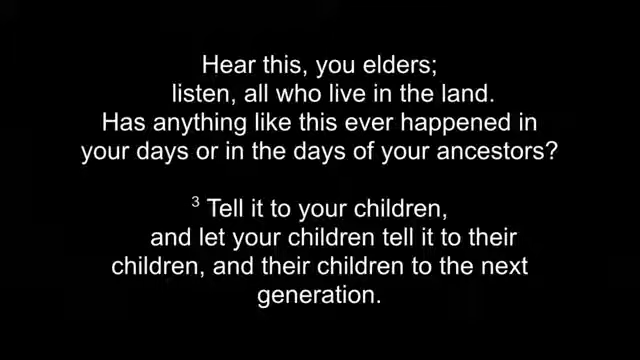 Hear this, you elders;
listen, all who live in the land.
Has anything like this ever happened in
your days or in the days of your ancestors?
3 Tell it to your children,
and let your children tell it to their
children, and their children to the next
generation.